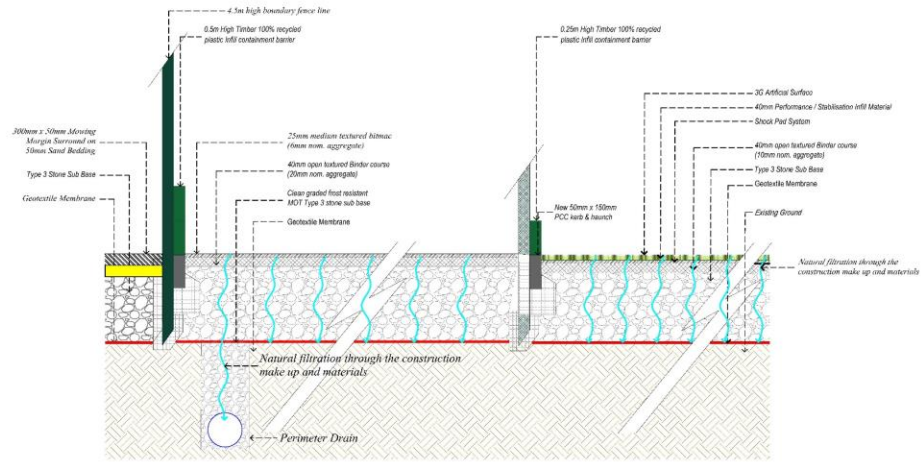 4.5m high boundary fence line
0.5m High Timber 100% recycled
plastic Infill containment barrier
0.25m High Timber 100% recycled
plastic Infill containment barrier
300mm x 50mm Mowing
Margin Surround on
50mm Sand Bedding
Type 3 Stone Sub Base
Geotextile Membrane
25mm medium textured bitmac
(6mm nom. aggregate)
40mm open textured Binder course
(20mm nom. aggregate)
Clean graded frost resistent
MOT Type 3 stone sub base
Geotextile Membrane
New 50mm x 150mm
PCC kerb & haunch
3G Artificial Surface
40mm Performance / Stabilisation Infill Material
Shock Pad System
40mm open textured Binder course
(10mm nom. aggregate)
Type 3 Stone Sub Base
Geotextile Membrane
Existing Ground
Natural filtration through the
construction make up and materials
Natural filtration through the construction
make up and materials
Perimeter Drain